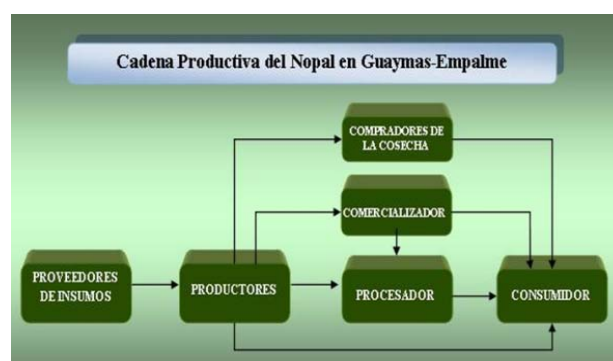 Cadena Productiva del Nopal en Guaymas-Empalme
COMPRADORES DE
LA COSECHA
COMERCIALIZADOR
PROVEEDORES
DE INSUMOS
PRODUCTORES
PROCESADOR
CONSUMIDOR